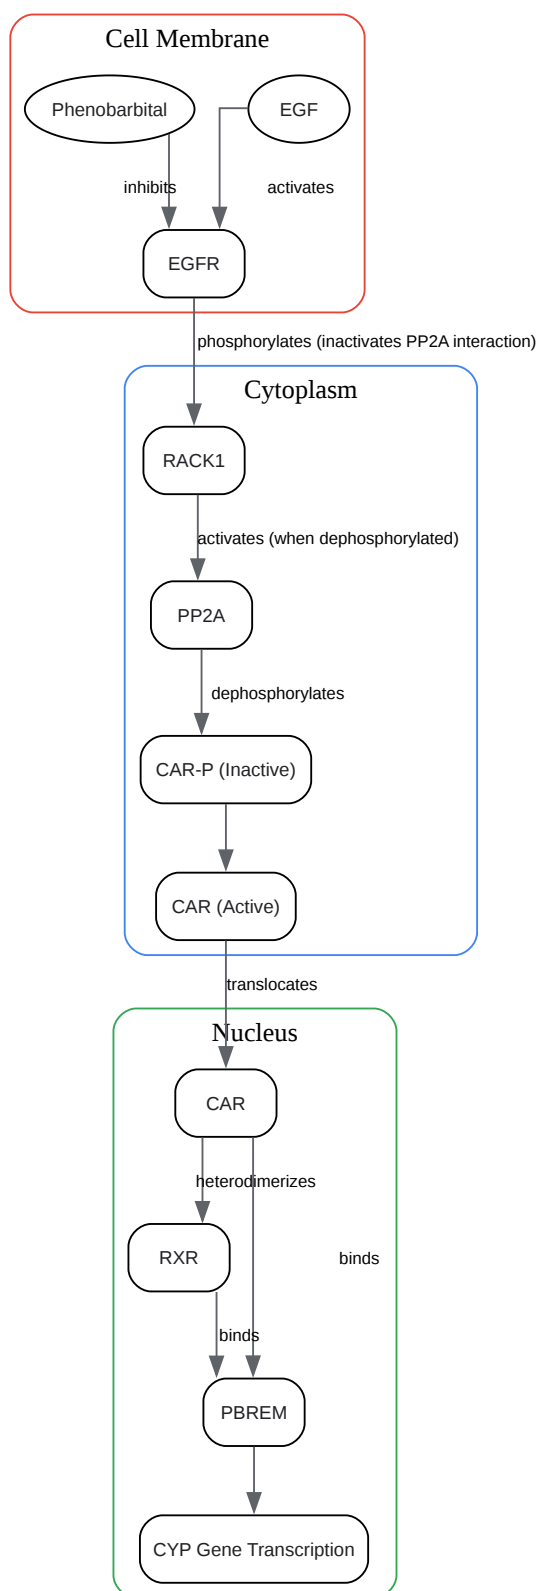 Cell Membrane
Phenobarbital
EGF
inhibits
activates
EGFR
phosphorylates (inactivates PP2A interaction)
Cytoplasm
RACK1
activates (when dephosphorylated)
PP2A
dephosphorylates
CAR-P (Inactive)
CAR (Active)
translocates
Nucleus
CAR
heterodimerizes
RXR
binds
binds
PBREM
CYP Gene Transcription